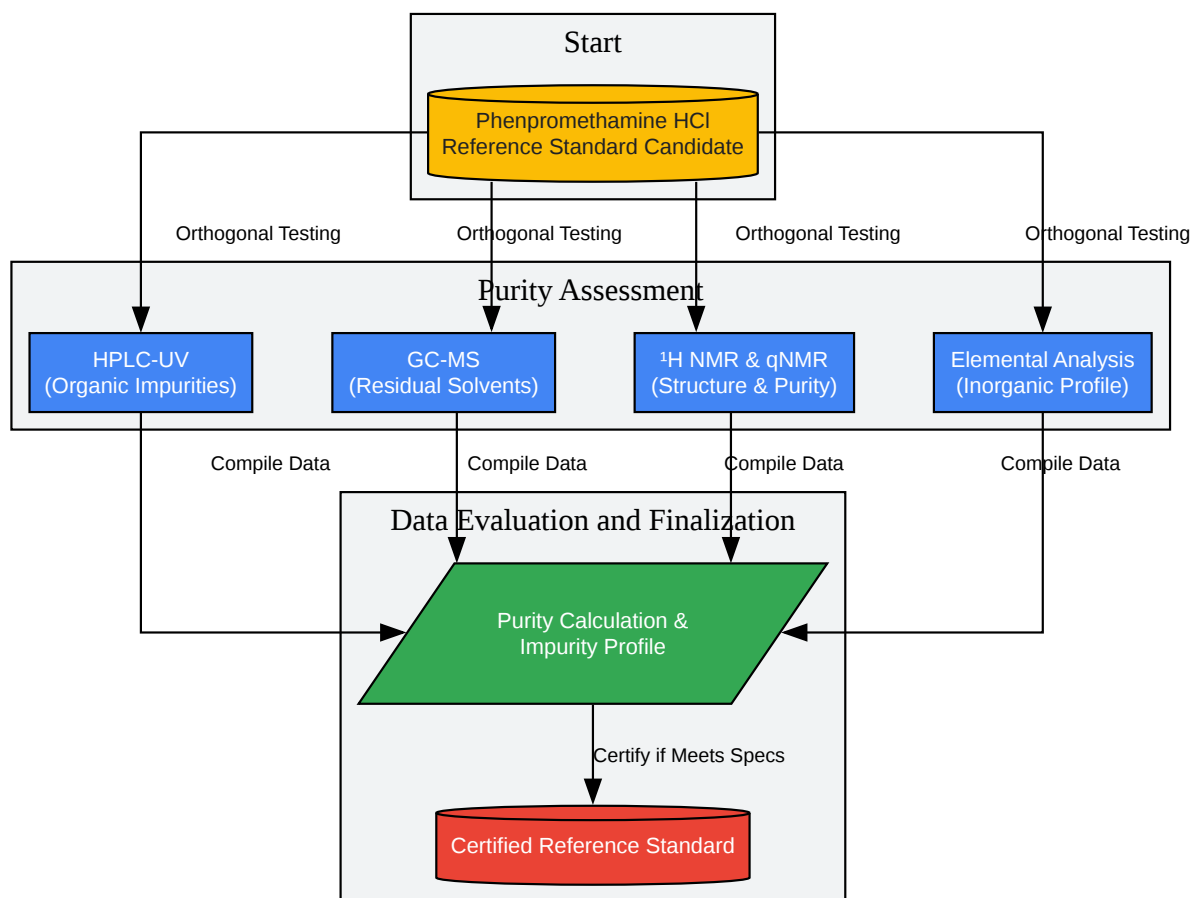 Start
Phenpromethamine HCl
Reference Standard Candidate
Orthogonal Testing
Orthogonal Testing
Orthogonal Testing
Orthogonal Testing
Purity Assessment
HPLC-UV
(Organic Impurities)
GC-MS
(Residual Solvents)
¹H NMR & qNMR
(Structure & Purity)
Elemental Analysis
(Inorganic Profile)
Compile Data
Compile Data
Compile Data
Compile Data
Data Evaluation and Finalization
Purity Calculation &
Impurity Profile
Certify if Meets Specs
Certified Reference Standard